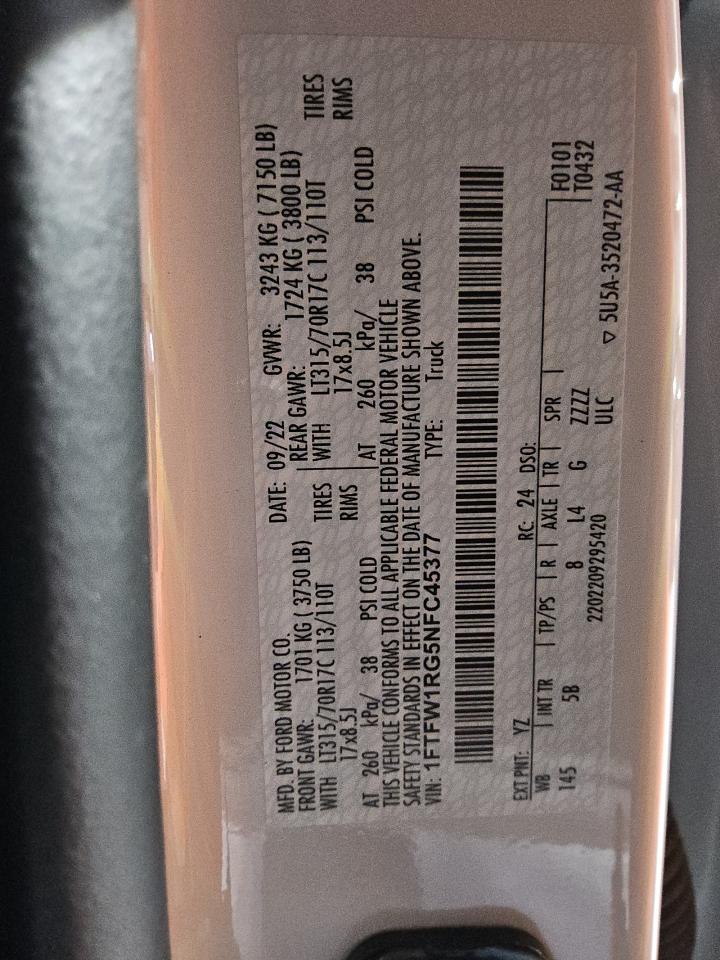 MFD. BY FORD MOTOR CO.
DATE: 09/22 GVWR: 3243 KG ( 7150 LB)
FRONT GAWR: 1701 KG ( 3750 LB)
REAR GAWR: 1724 KG ( 3800 LB)
WITH LT315/70R17C 113/110T TIRES
WITH LT315/70R17C 113/110T TIRES
17x8.5J RIMS
17x8.5J RIMS
AT 260 kPa/ 38 PSI COLD
AT 260 kPa/ 38 PSI COLD
THIS VEHICLE CONFORMS TO ALL APPLICABLE FEDERAL MOTOR VEHICLE
SAFETY STANDARDS IN EFFECT ON THE DATE OF MANUFACTURE SHOWN ABOVE.
VIN: 1FTFW1RG5NFC45377 TYPE: Truck
EXT PNT: YZ RC: 24 DSO: F0101
WB INT TR TP/PS R AXLE TR SPR T0432
145 5B 8 L4 G ZZZZ
2202209295420 ULC ▽ 5U5A-3520472-AA